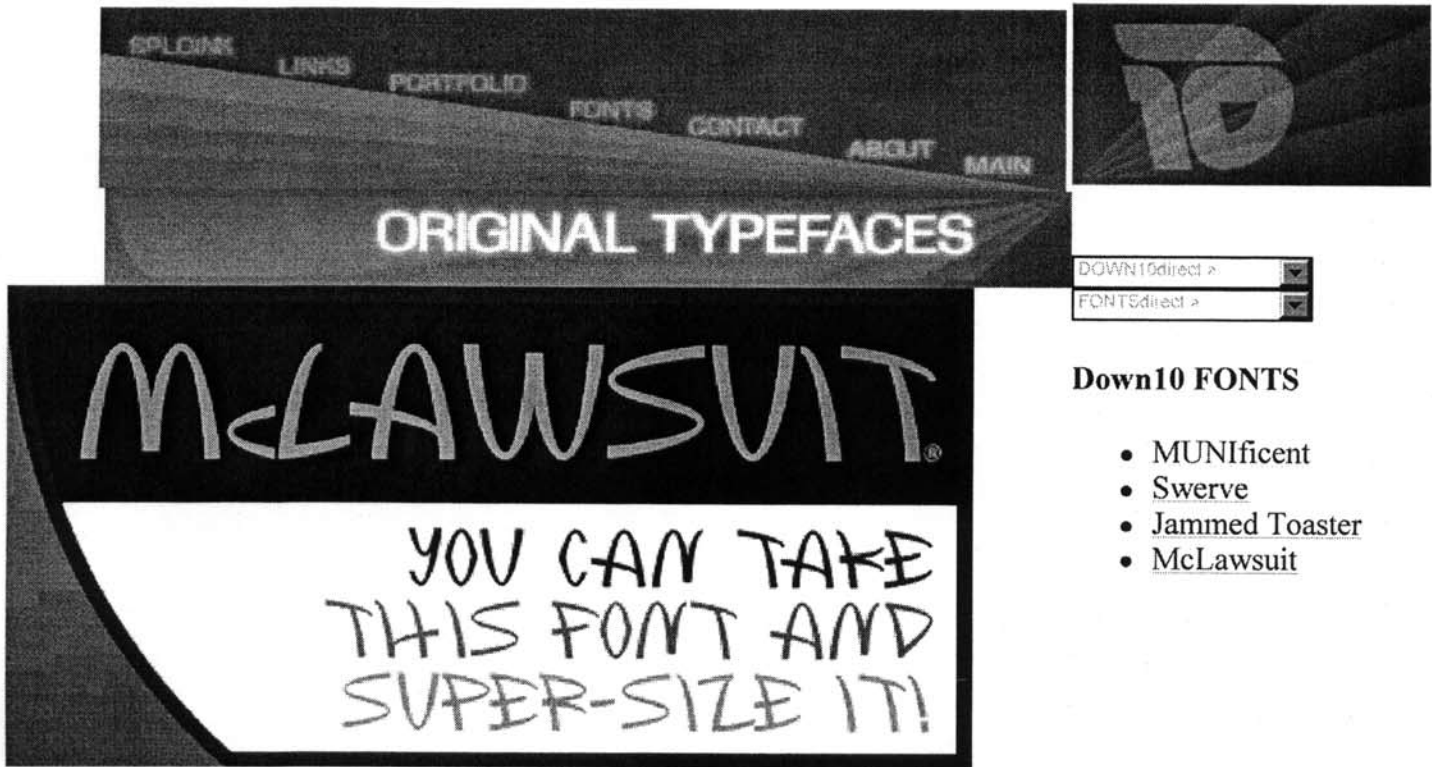 SPLOINK
LINKS
PORTFOLIO
FONTS
CONTACT
ABOUT
MAIN
ORIGINAL TYPEFACES
10
DOWN10direct >
FONTSdirect >
McLAWSUIT®
YOU CAN TAKE
THIS FONT AND
SUPER-SIZE IT!
Down10 FONTS
• MUNIficent
• Swerve
• Jammed Toaster
• McLawsuit